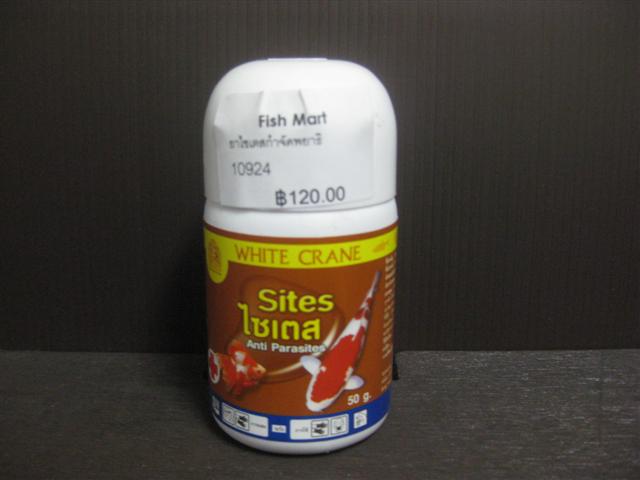 Fish Mart
ยาไซเตสกำจัดพยาธิ
10924
฿120.00
WHITE CRANE
Sites
ไซเตส
Anti Parasites
50 g.